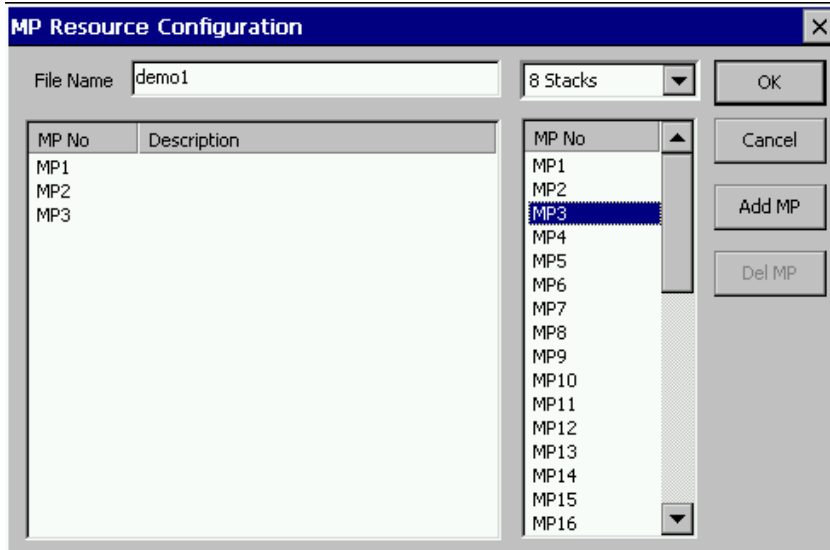 MP Resource Configuration
File Name demo1 8 Stacks OK
MP No Description MP No Cancel
MP1 MP1
MP2 MP2 Add MP
MP3 MP3
MP4
MP5 Del MP
MP6
MP7
MP8
MP9
MP10
MP11
MP12
MP13
MP14
MP15
MP16